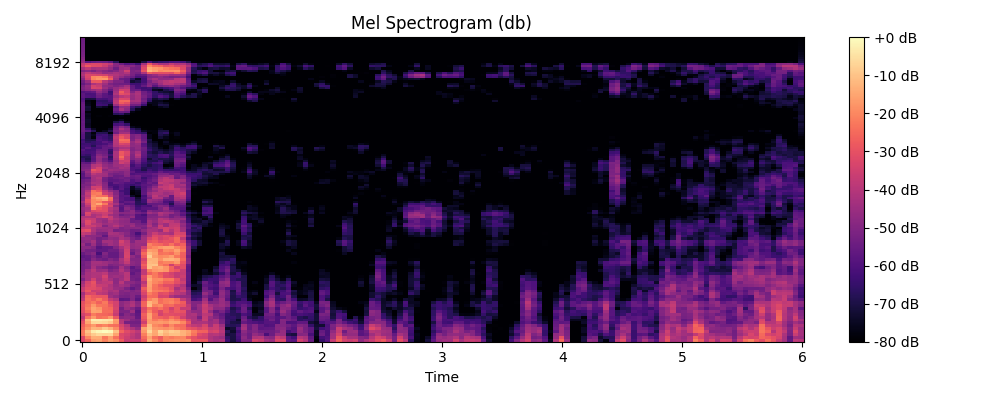 Mel Spectrogram (db)
Hz
8192
4096
2048
1024
512
0
0 1 2 3 4 5 6
Time
+0 dB
-10 dB
-20 dB
-30 dB
-40 dB
-50 dB
-60 dB
-70 dB
-80 dB